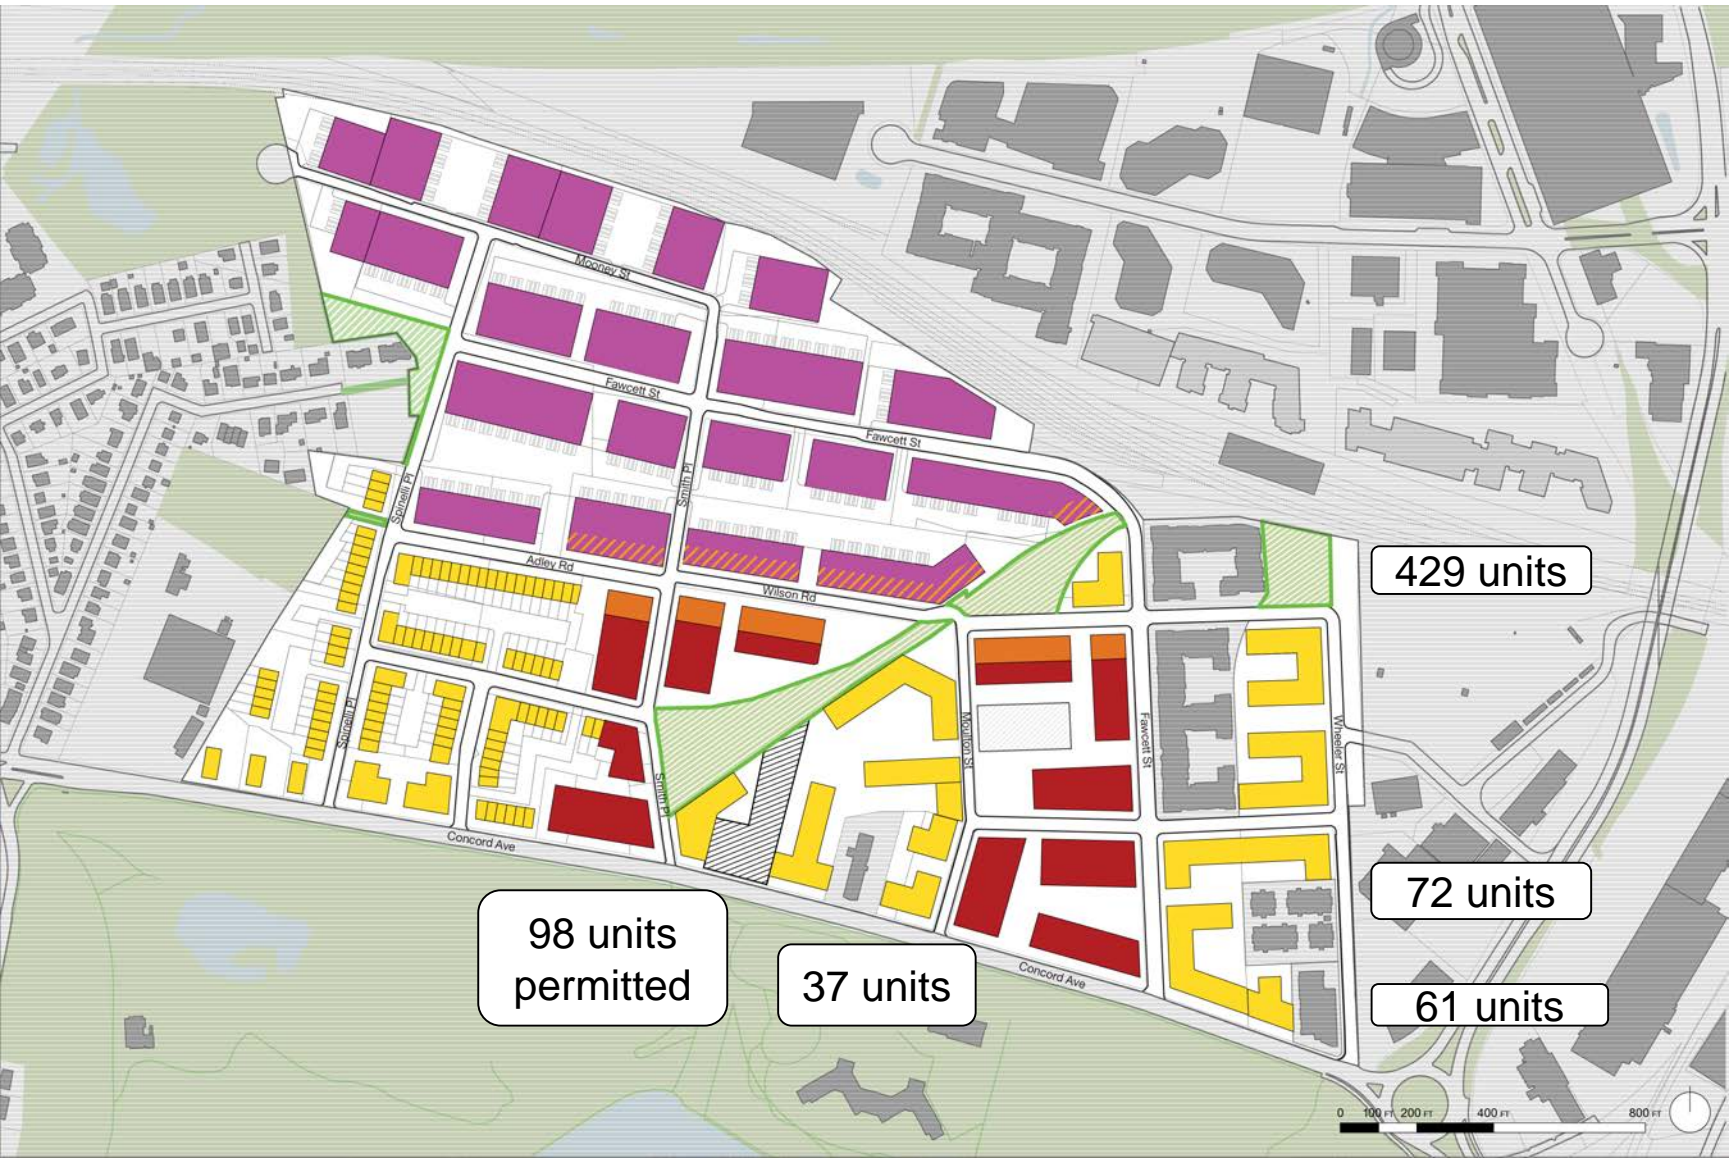 Mooney St
Fawcett St
Fawcett St
Spinelli Pl
Smith Pl
Adley Rd
Wilson Rd
429 units
Spinelli Pl
Smith Pl
Moulton St
Fawcett St
Wheeler St
Concord Ave
72 units
98 units
permitted
37 units
Concord Ave
61 units
0 100 FT 200 FT 400 FT 800 FT